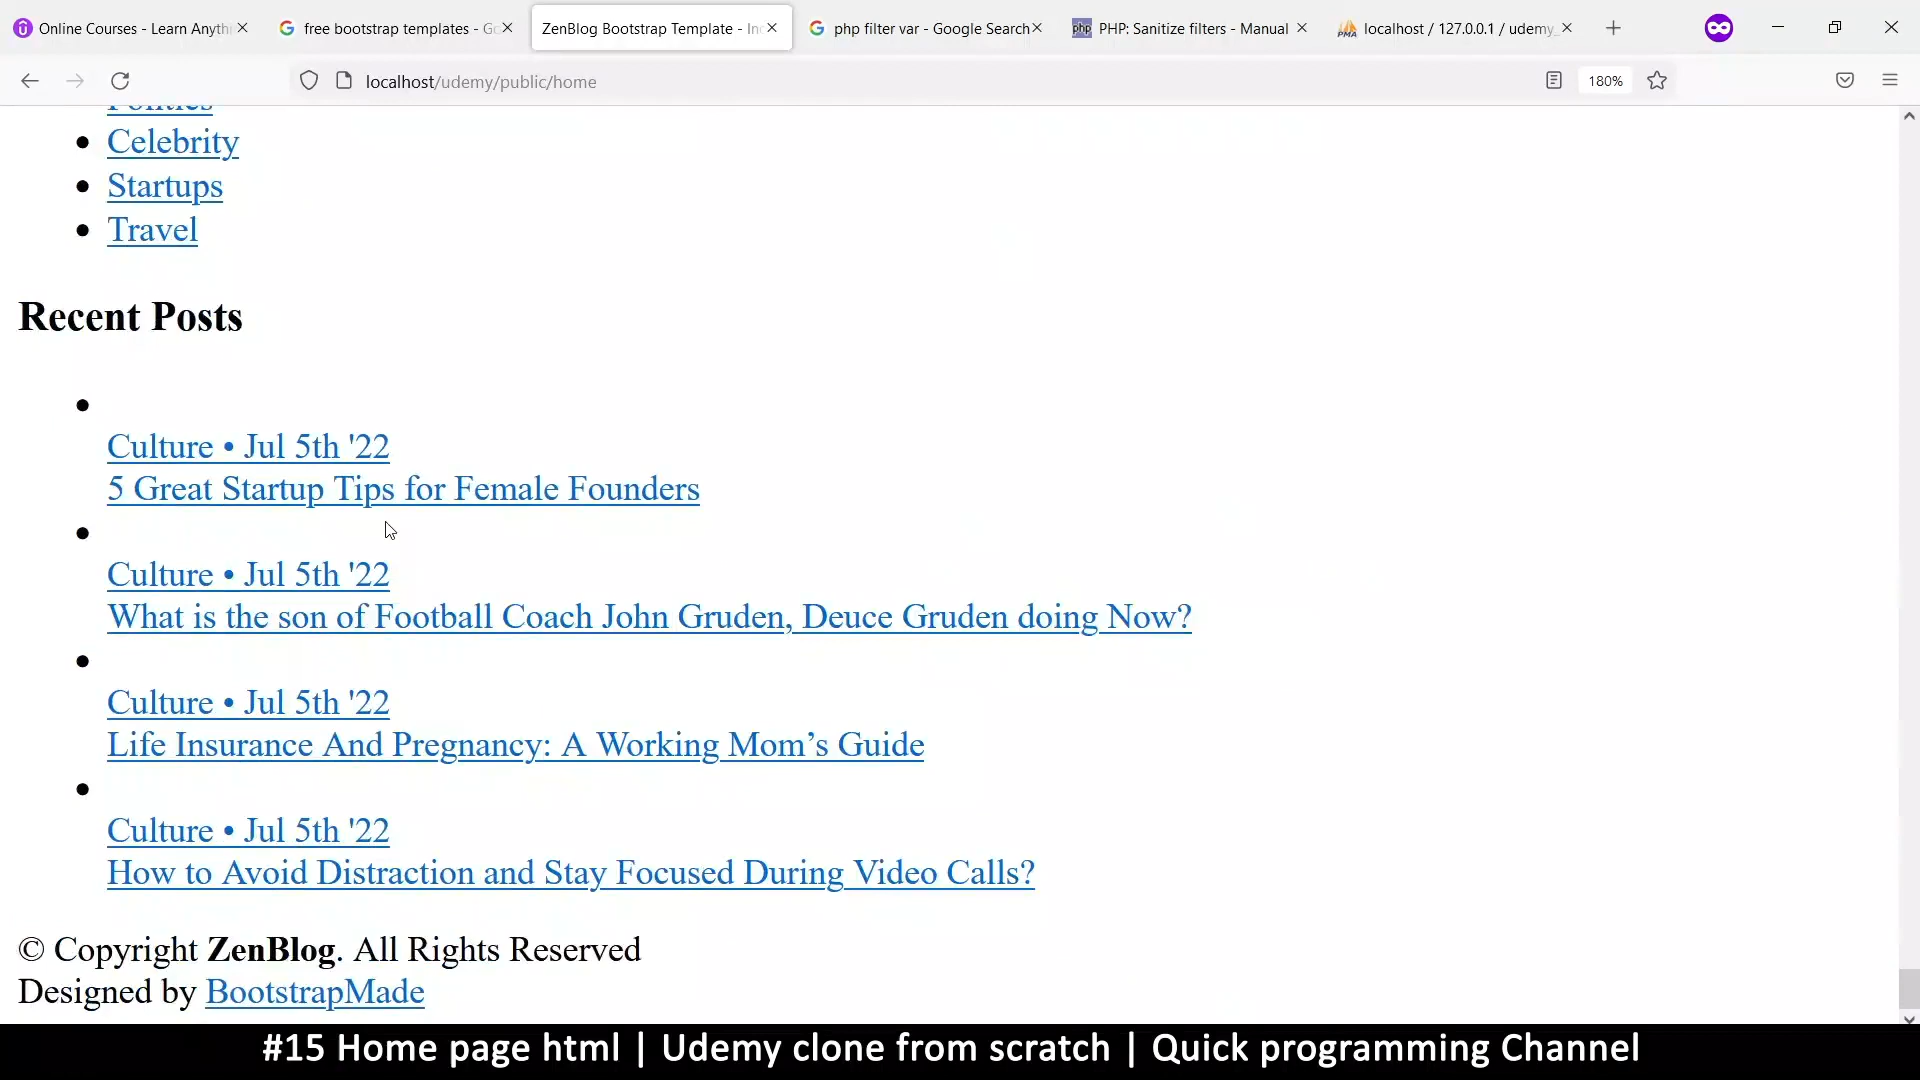 Online Courses - Learn Anythi
free bootstrap templates - Go
ZenBlog Bootstrap Template - In
php filter var - Google Search
php
PHP: Sanitize filters - Manual
PMA
localhost / 127.0.0.1 / udemy_
localhost/udemy/public/home
180%
Politics
• Celebrity
• Startups
• Travel
Recent Posts
•
Culture • Jul 5th '22
5 Great Startup Tips for Female Founders
•
Culture • Jul 5th '22
What is the son of Football Coach John Gruden, Deuce Gruden doing Now?
•
Culture • Jul 5th '22
Life Insurance And Pregnancy: A Working Mom’s Guide
•
Culture • Jul 5th '22
How to Avoid Distraction and Stay Focused During Video Calls?
© Copyright ZenBlog. All Rights Reserved
Designed by BootstrapMade
#15 Home page html | Udemy clone from scratch | Quick programming Channel